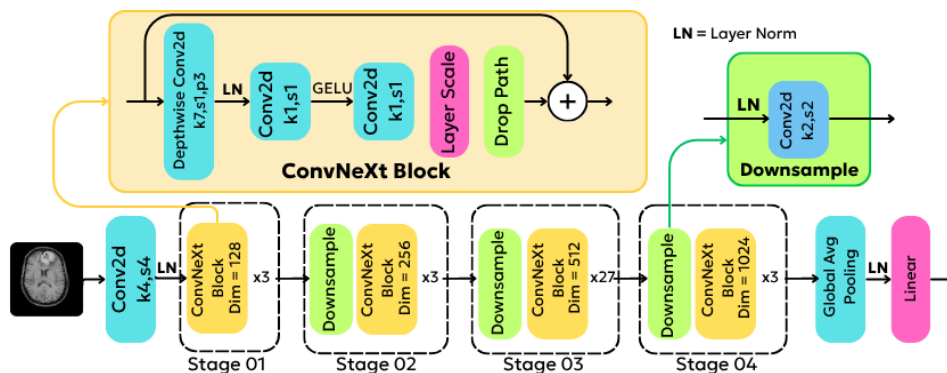 LN = Layer Norm
Depthwise Conv2d
k7,s1,p3
LN
Conv2d
k1,s1
GELU
Conv2d
k1,s1
Layer Scale
Drop Path
+
ConvNeXt Block
LN
Conv2d
k2,s2
Downsample
Conv2d
k4,s4
LN
ConvNeXt
Block
Dim = 128
x3
Stage 01
Downsample
ConvNeXt
Block
Dim = 256
x3
Stage 02
Downsample
ConvNeXt
Block
Dim = 512
x27
Stage 03
Downsample
ConvNeXt
Block
Dim = 1024
x3
Stage 04
Global Avg
Pooling
LN
Linear